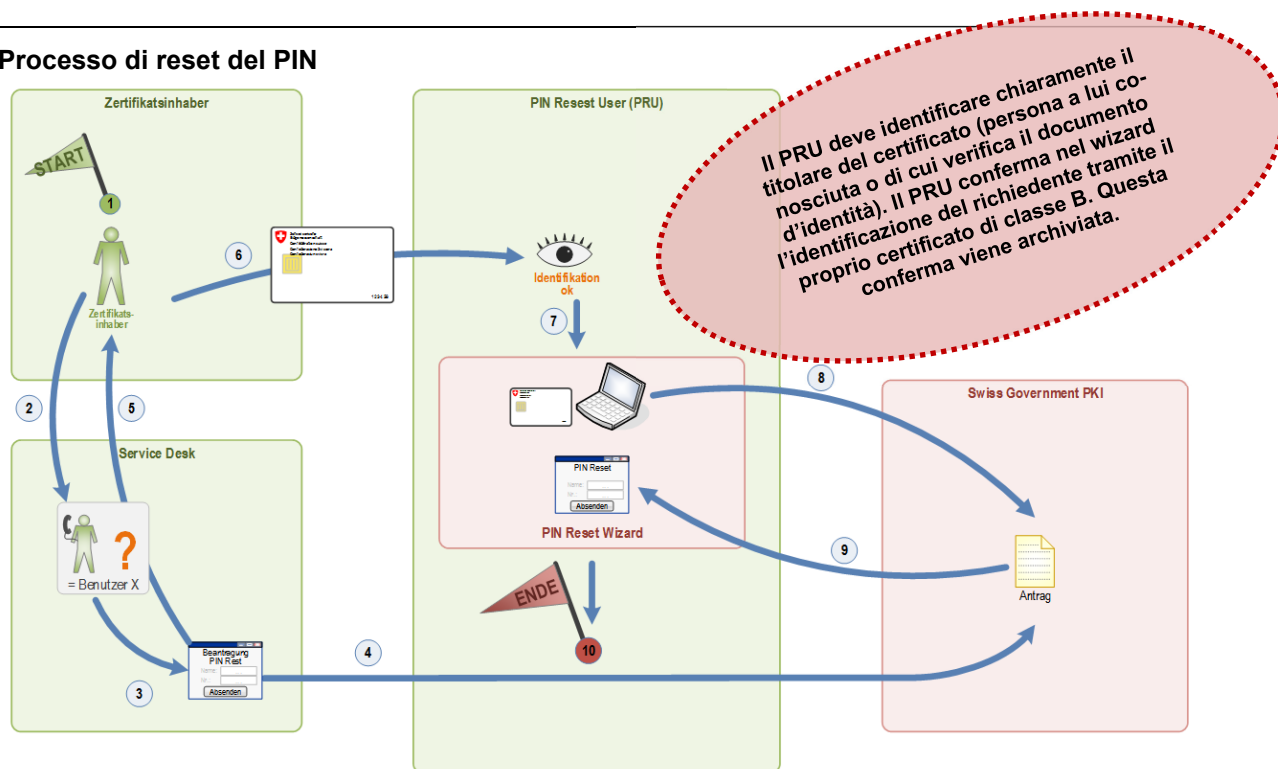 Processo di reset del PIN
Zertifikatsinhaber
PIN Resest User (PRU)
Il PRU deve identificare chiaramente il
titolare del certificato (persona a lui co-
nosciuta o di cui verifica il documento
d’identità). Il PRU conferma nel wizard
l’identificazione del richiedente tramite il
proprio certificato di classe B. Questa
conferma viene archiviata.
START
1
6
Zertifikats-
inhaber
Identifikation
ok
7
2
5
8
Swiss Government PKI
Service Desk
PIN Reset
Name:
Nr.:
Absenden
PIN Reset Wizard
?
= Benutzer X
9
Antrag
ENDE
10
Beantragung
PIN Rest
Name:
Nr.:
Absenden
3
4